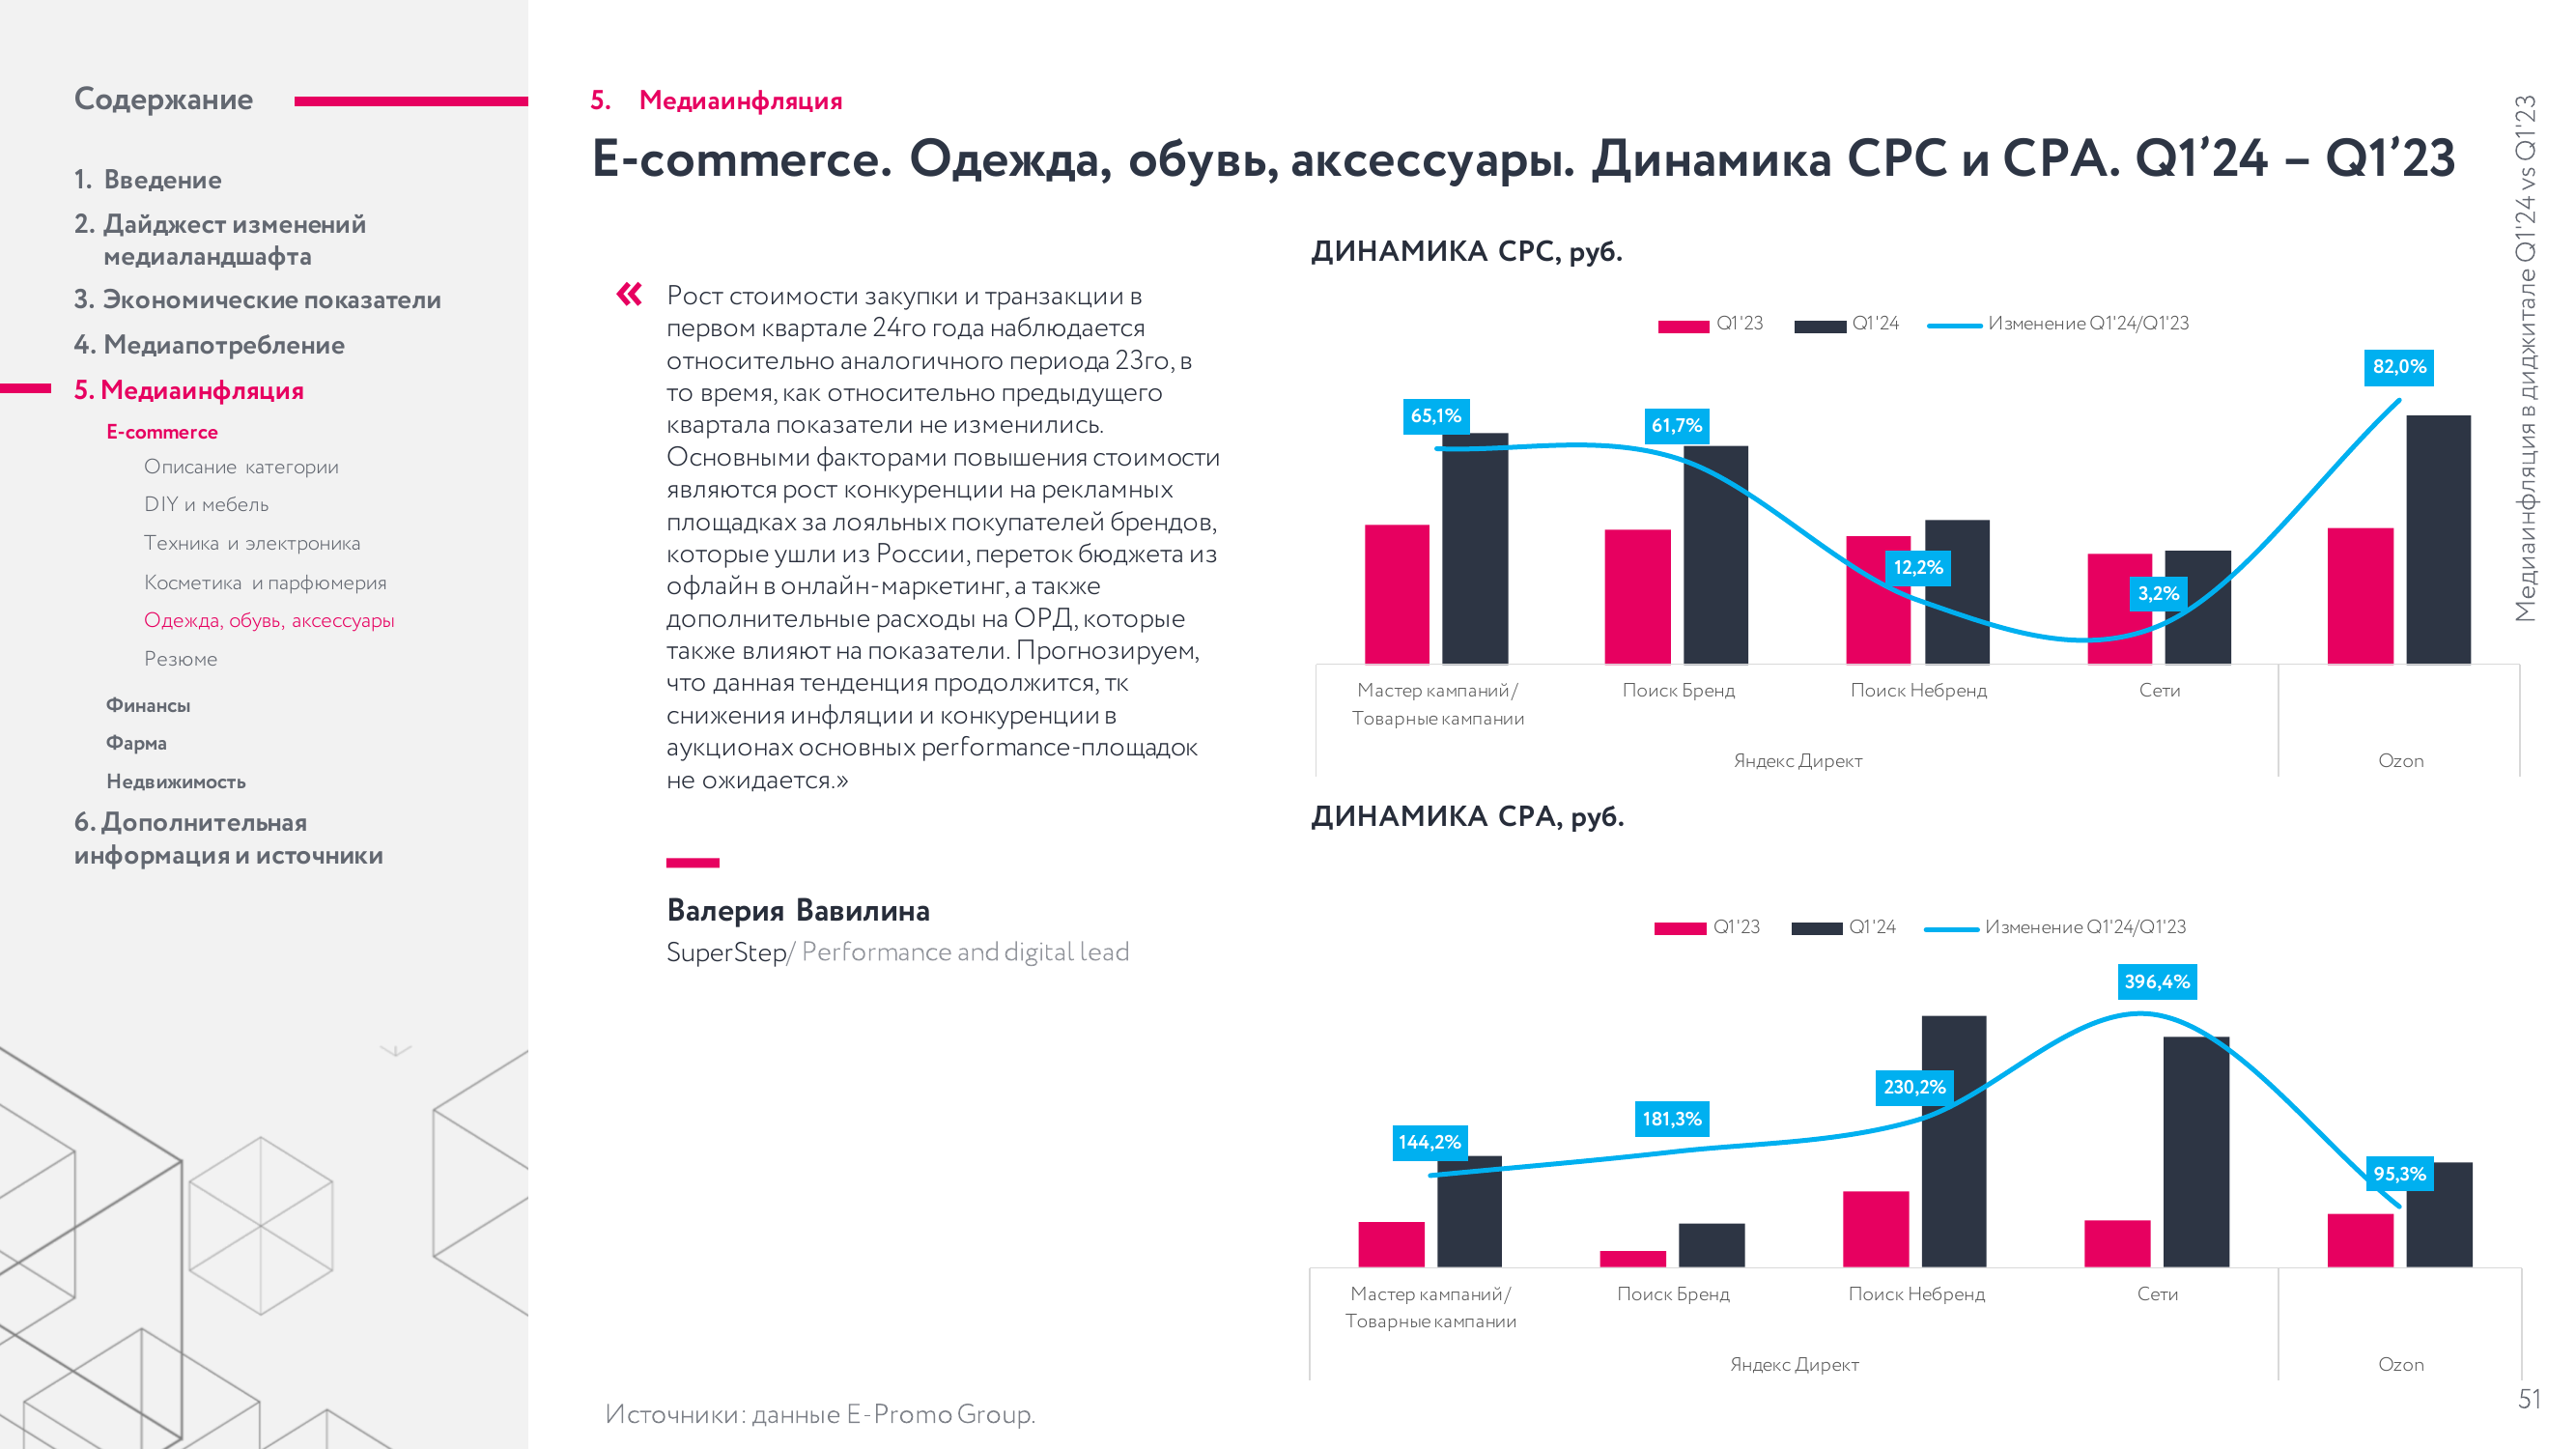 Содержание
1. Введение
2. Дайджест изменений
медиаландшафта
3. Экономические показатели
4. Медиапотребление
5. Медиаинфляция
E-commerce
Описание категории
DIY и мебель
Техника и электроника
Косметика и парфюмерия
Одежда, обувь, аксессуары
Резюме
Финансы
Фарма
Недвижимость
6. Дополнительная
информация и источники
5. Медиаинфляция
E-commerce. Одежда, обувь, аксессуары. Динамика CPC и CPA. Q1’24 – Q1’23
« Рост стоимости закупки и транзакции в
первом квартале 24го года наблюдается
относительно аналогичного периода 23го, в
то время, как относительно предыдущего
квартала показатели не изменились.
Основными факторами повышения стоимости
являются рост конкуренции на рекламных
площадках за лояльных покупателей брендов,
которые ушли из России, переток бюджета из
офлайн в онлайн-маркетинг, а также
дополнительные расходы на ОРД, которые
также влияют на показатели. Прогнозируем,
что данная тенденция продолжится, тк
снижения инфляции и конкуренции в
аукционах основных performance-площадок
не ожидается.»
Валерия Вавилина
SuperStep/ Performance and digital lead
ДИНАМИКА CPC, руб.
Q1'23 Q1'24 Изменение Q1'24/Q1'23
65,1% 61,7% 12,2% 3,2% 82,0%
Мастер кампаний/ Поиск Бренд Поиск Небренд Сети
Товарные кампании
Яндекс Директ Ozon
ДИНАМИКА CPA, руб.
Q1'23 Q1'24 Изменение Q1'24/Q1'23
144,2% 181,3% 230,2% 396,4% 95,3%
Мастер кампаний/ Поиск Бренд Поиск Небренд Сети
Товарные кампании
Яндекс Директ Ozon
Источники: данные E-Promo Group.
Медиаинфляция в диджитале Q1'24 vs Q1'23
51